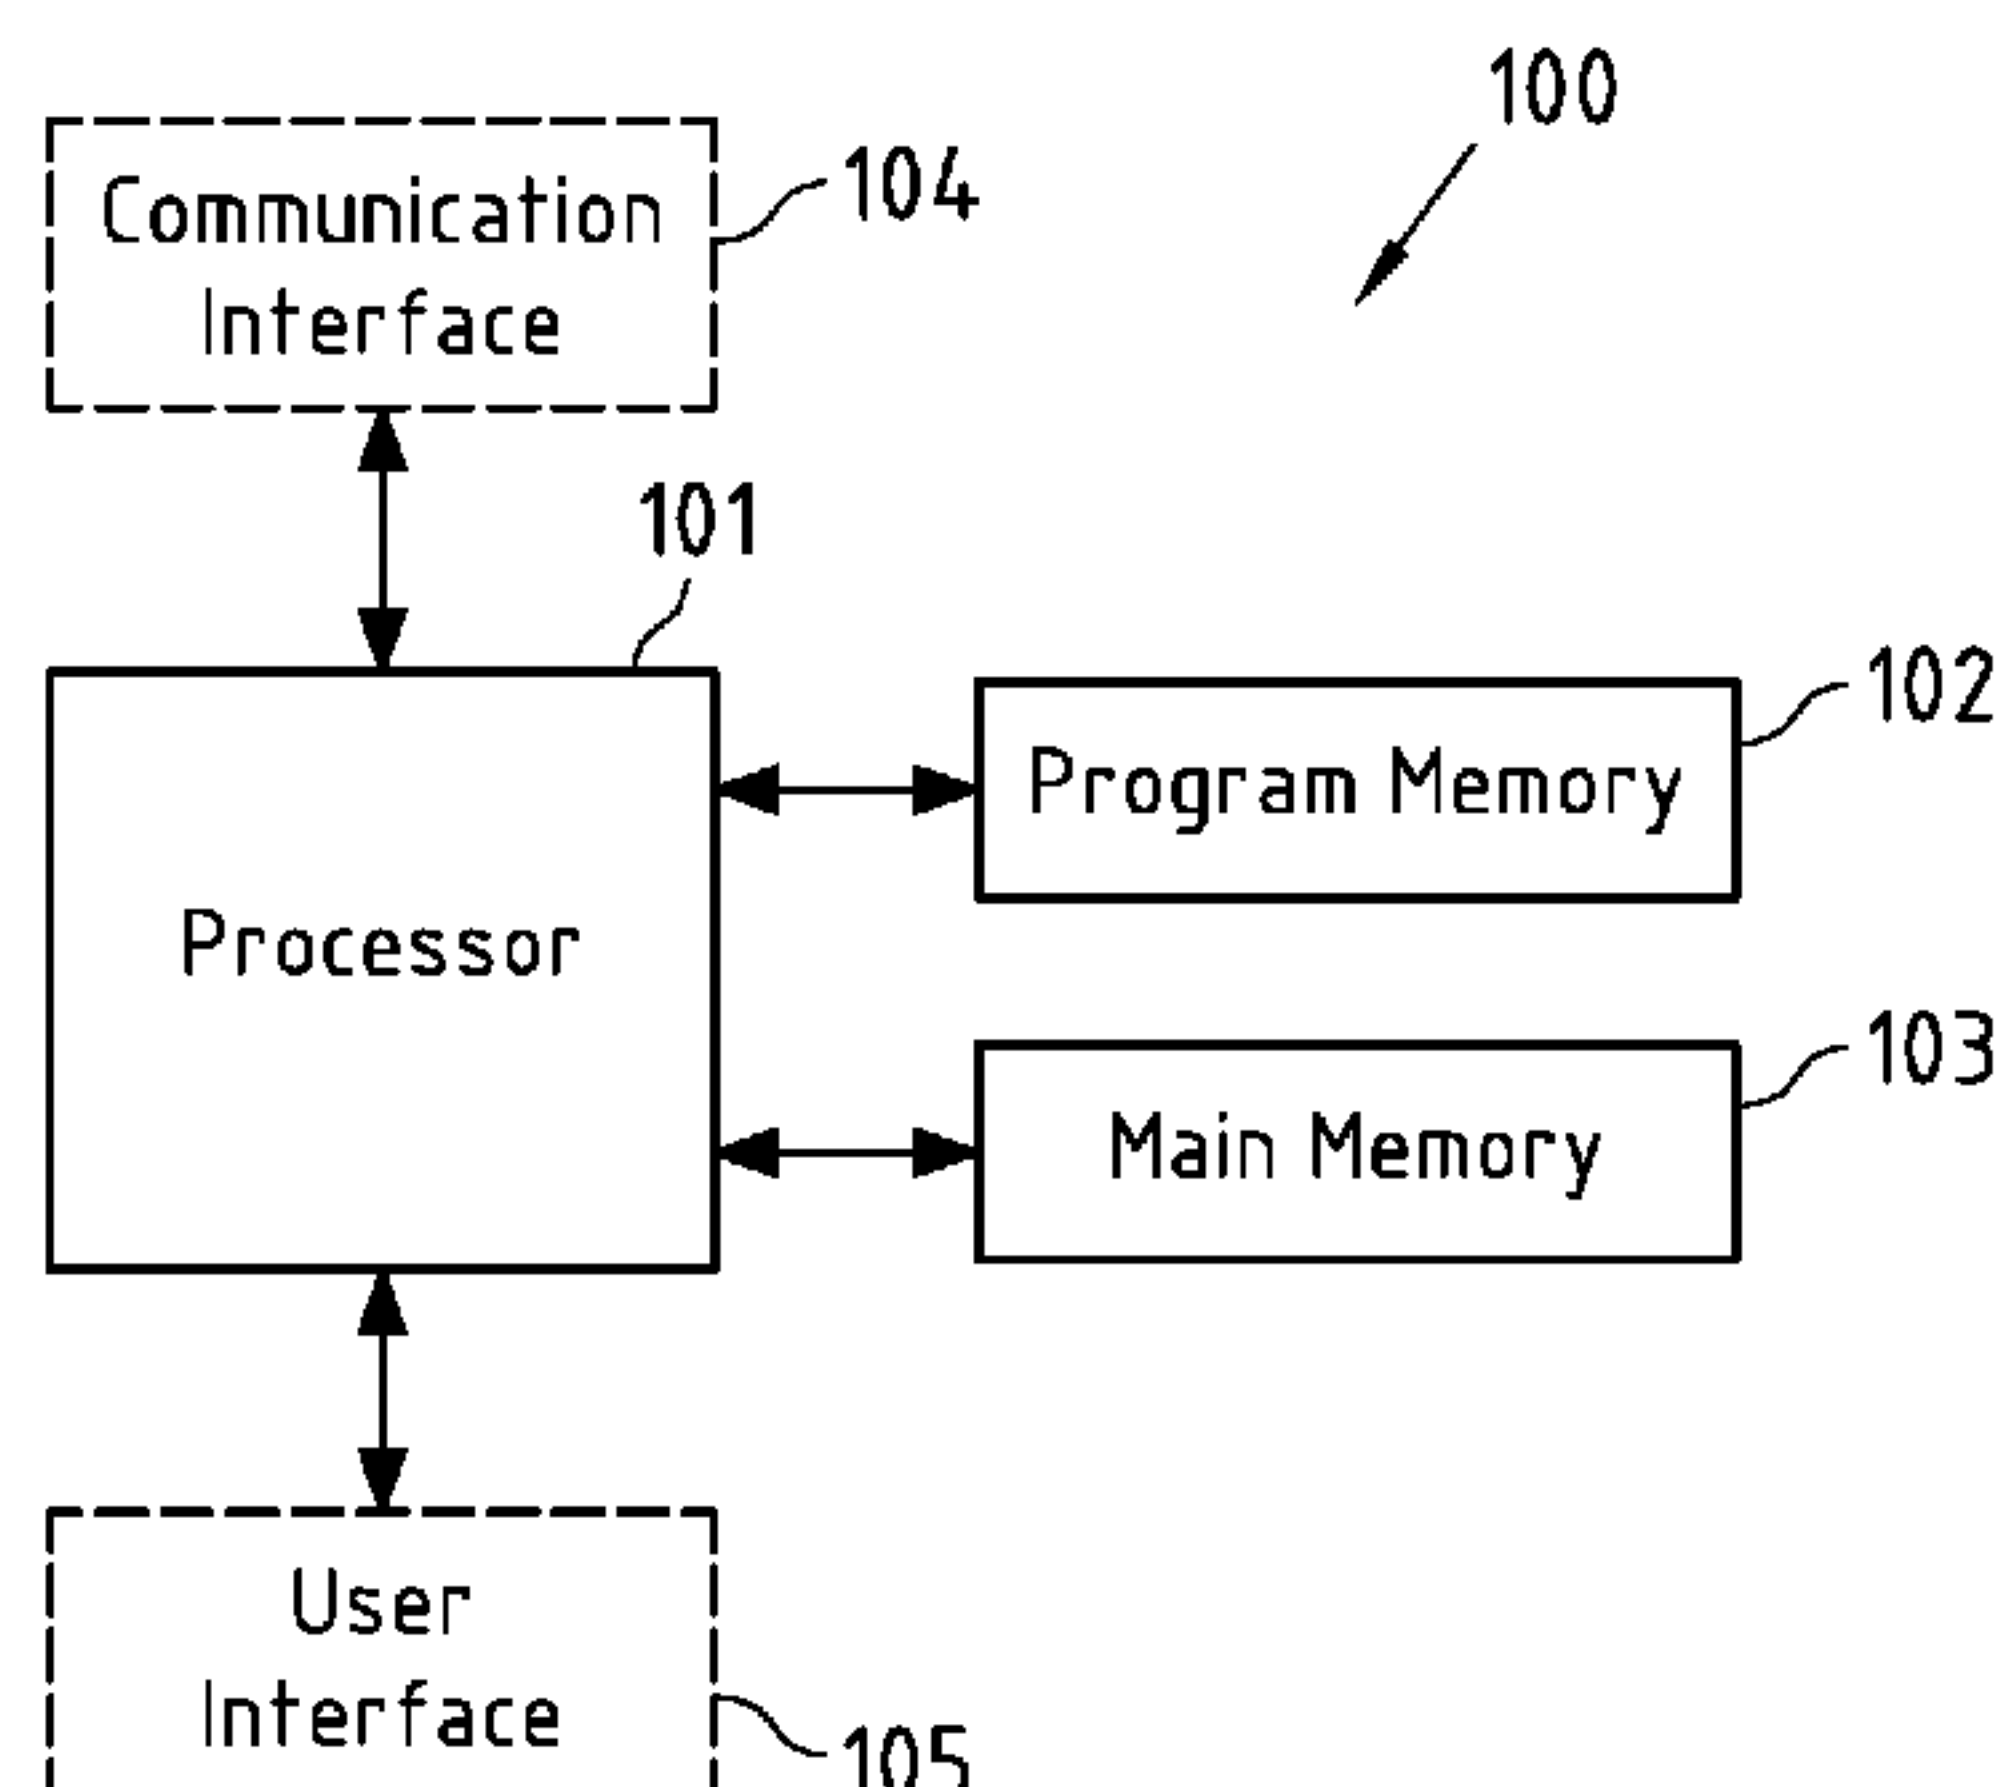 100
Communication
Interface
104
101
Processor
Program Memory
102
Main Memory
103
User
Interface
105